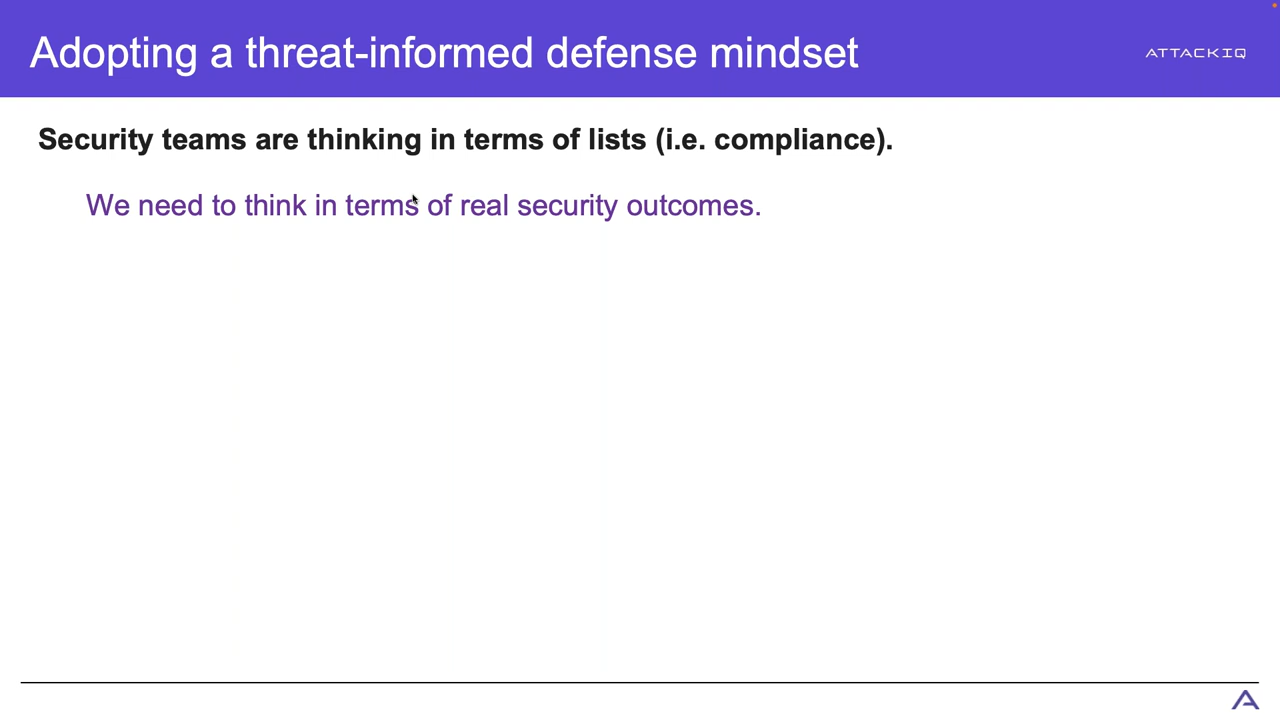 Adopting a threat-informed defense mindset
ATTACKIQ
Security teams are thinking in terms of lists (i.e. compliance).
We need to think in terms of real security outcomes.